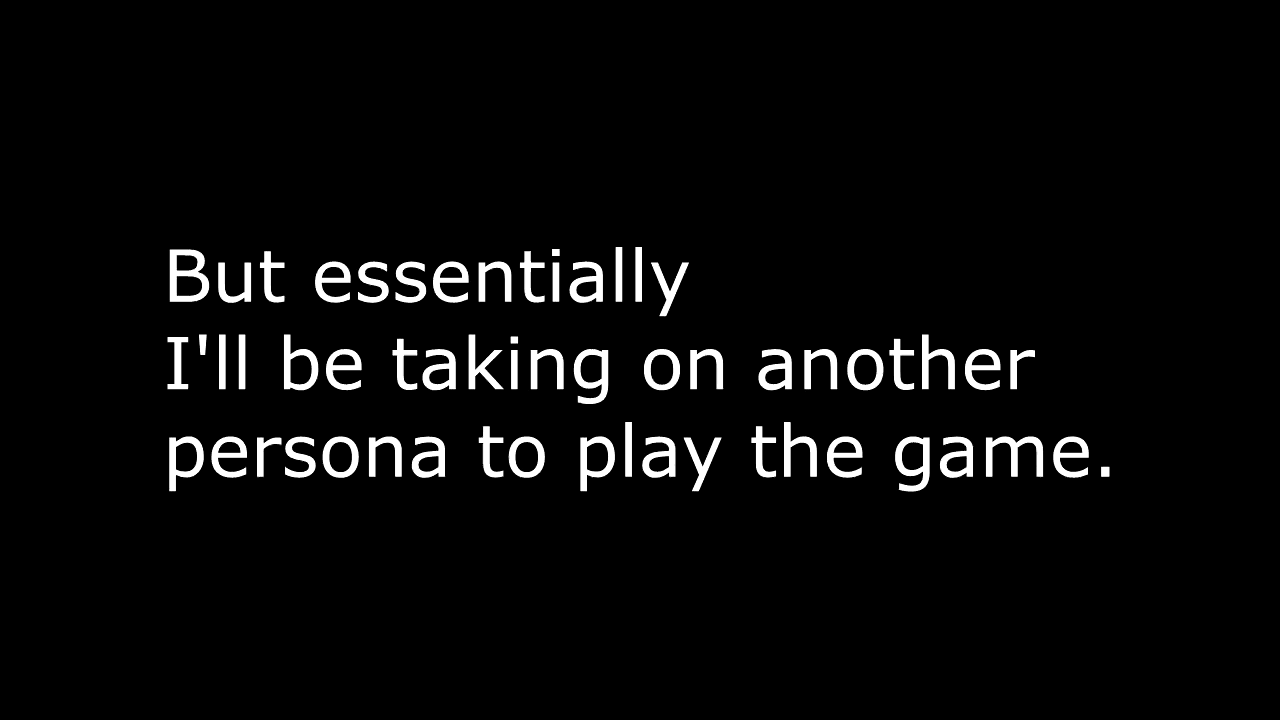 But essentially
I'll be taking on another
persona to play the game.